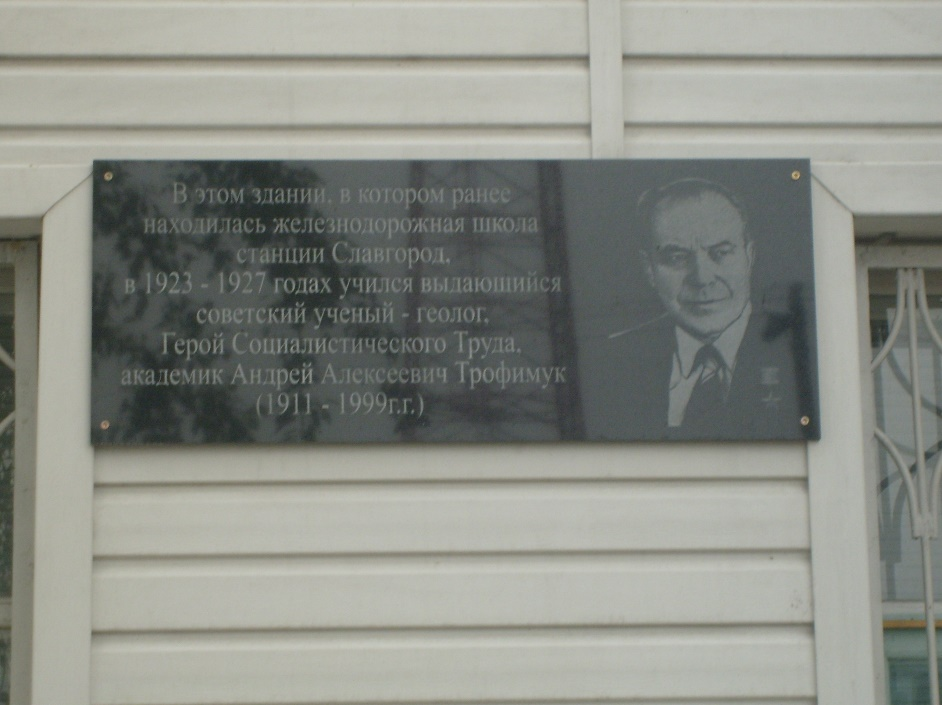 В этом здании, в котором ранее
находилась железнодорожная школа
станции Славгород,
в 1923 - 1927 годах учился выдающийся
советский ученый - геолог,
Герой Социалистического Труда,
академик Андрей Алексеевич Трофимук
(1911 - 1999г.г.)